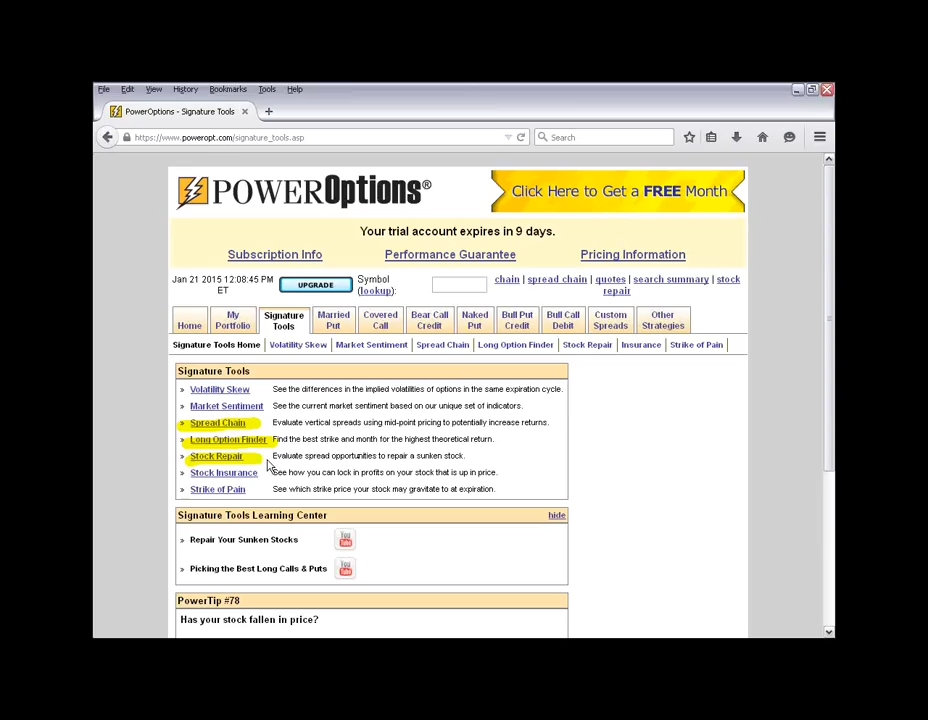 File Edit View History Bookmarks Tools Help
PowerOptions - Signature Tools
https://www.poweropt.com/signature_tools.asp
Search
POWEROptions®
Click Here to Get a FREE Month
Your trial account expires in 9 days.
Subscription Info Performance Guarantee Pricing Information
Jan 21 2015 12:08:45 PM ET
UPGRADE
Symbol (lookup):
chain | spread chain | quotes | search summary | stock repair
Home My Portfolio Signature Tools Married Put Covered Call Bear Call Credit Naked Put Bull Put Credit Bull Call Debit Custom Spreads Other Strategies
Signature Tools Home | Volatility Skew | Market Sentiment | Spread Chain | Long Option Finder | Stock Repair | Insurance | Strike of Pain |
Signature Tools
» Volatility Skew See the differences in the implied volatilities of options in the same expiration cycle.
» Market Sentiment See the current market sentiment based on our unique set of indicators.
» Spread Chain Evaluate vertical spreads using mid-point pricing to potentially increase returns.
» Long Option Finder Find the best strike and month for the highest theoretical return.
» Stock Repair Evaluate spread opportunities to repair a sunken stock.
» Stock Insurance See how you can lock in profits on your stock that is up in price.
» Strike of Pain See which strike price your stock may gravitate to at expiration.
Signature Tools Learning Center hide
» Repair Your Sunken Stocks You Tube
» Picking the Best Long Calls & Puts You Tube
PowerTip #78
Has your stock fallen in price?